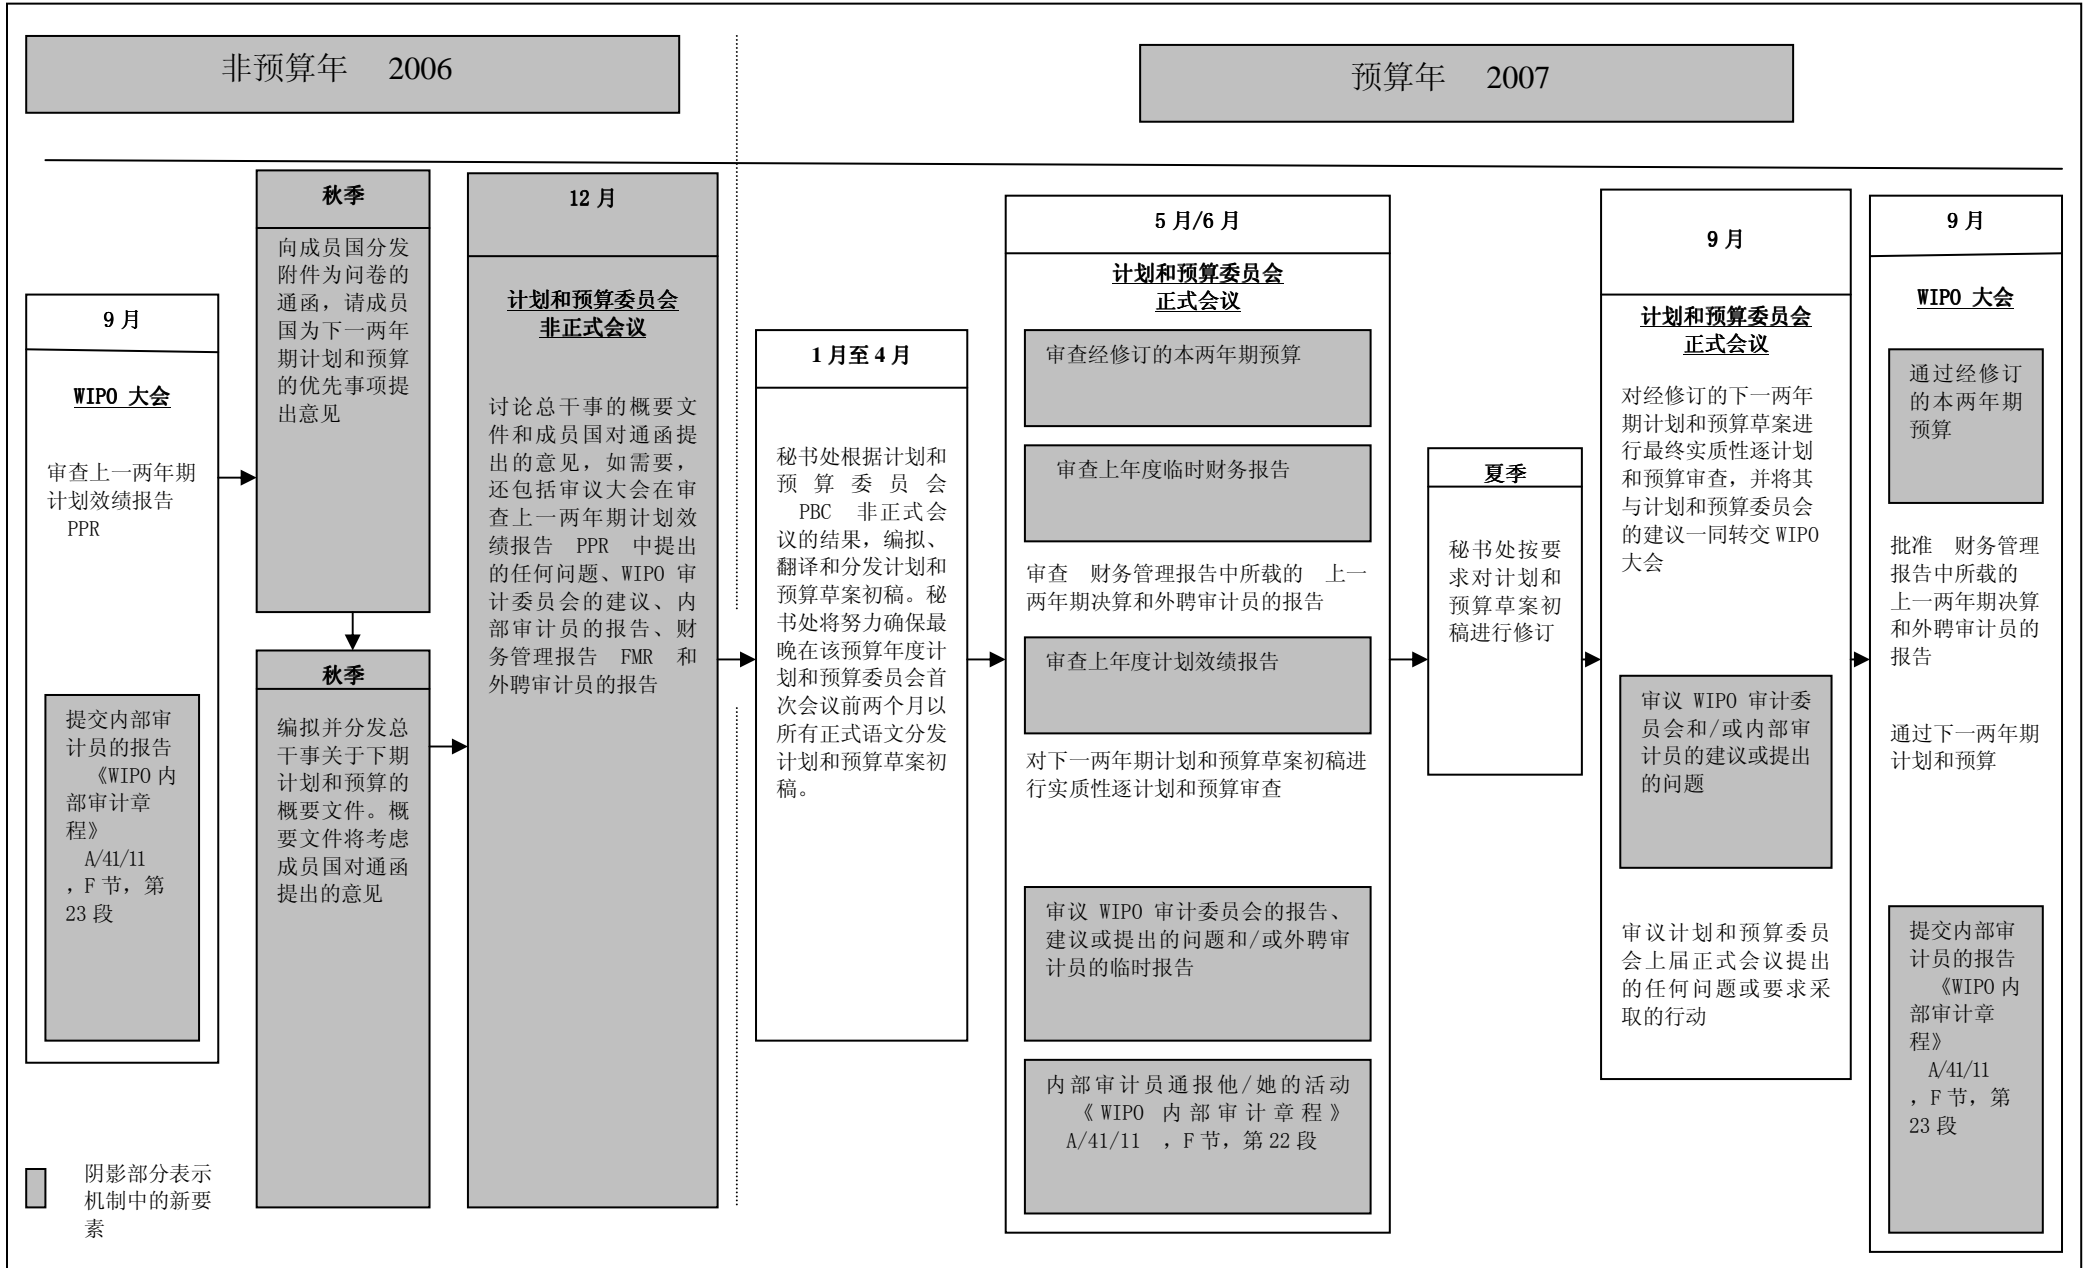 非预算年 2006
预算年 2007
9 月
WIPO 大会
审查上一两年期
计划效绩报告
PPR
提交内部审
计员的报告
《WIPO 内
部审计章
程》
A/41/11
，F 节，第
23 段
秋季
向成员国分发
附件为问卷的
通函，请成员
国为下一两年
期计划和预算
的优先事项提
出意见
秋季
编拟并分发总
干事关于下期
计划和预算的
概要文件。概
要文件将考虑
成员国对通函
提出的意见
12 月
计划和预算委员会
非正式会议
讨论总干事的概要文
件和成员国对通函提
出的意见，如需要，
还包括审议大会在审
查上一两年期计划效
绩报告 PPR 中提出
的任何问题、WIPO 审
计委员会的建议、内
部审计员的报告、财
务管理报告 FMR 和
外聘审计员的报告
1 月至 4 月
秘书处根据计划和
预算委员会
PBC 非正式会
议的结果，编拟、
翻译和分发计划和
预算草案初稿。秘
书处将努力确保最
晚在该预算年度计
划和预算委员会首
次会议前两个月以
所有正式语文分发
计划和预算草案初
稿。
5 月/6 月
计划和预算委员会
正式会议
审查经修订的本两年期预算
审查上年度临时财务报告
审查 财务管理报告中所载的 上一
两年期决算和外聘审计员的报告
审查上年度计划效绩报告
对下一两年期计划和预算草案初稿进
行实质性逐计划和预算审查
审议 WIPO 审计委员会的报告、
建议或提出的问题和/或外聘审
计员的临时报告
内部审计员通报他/她的活动
《WIPO 内部审计章程》
A/41/11 ，F 节，第 22 段
夏季
秘书处按要
求对计划和
预算草案初
稿进行修订
9 月
计划和预算委员会
正式会议
对经修订的下一两年
期计划和预算草案进
行最终实质性逐计划
和预算审查，并将其
与计划和预算委员会
的建议一同转交 WIPO
大会
审议 WIPO 审计委
员会和/或内部审
计员的建议或提出
的问题
审议计划和预算委员
会上届正式会议提出
的任何问题或要求采
取的行动
9 月
WIPO 大会
通过经修订
的本两年期
预算
批准 财务管理
报告中所载的
上一两年期决算
和外聘审计员的
报告
通过下一两年期
计划和预算
提交内部审
计员的报告
《WIPO 内
部审计章
程》
A/41/11
，F 节，第
23 段
阴影部分表示
机制中的新要
素